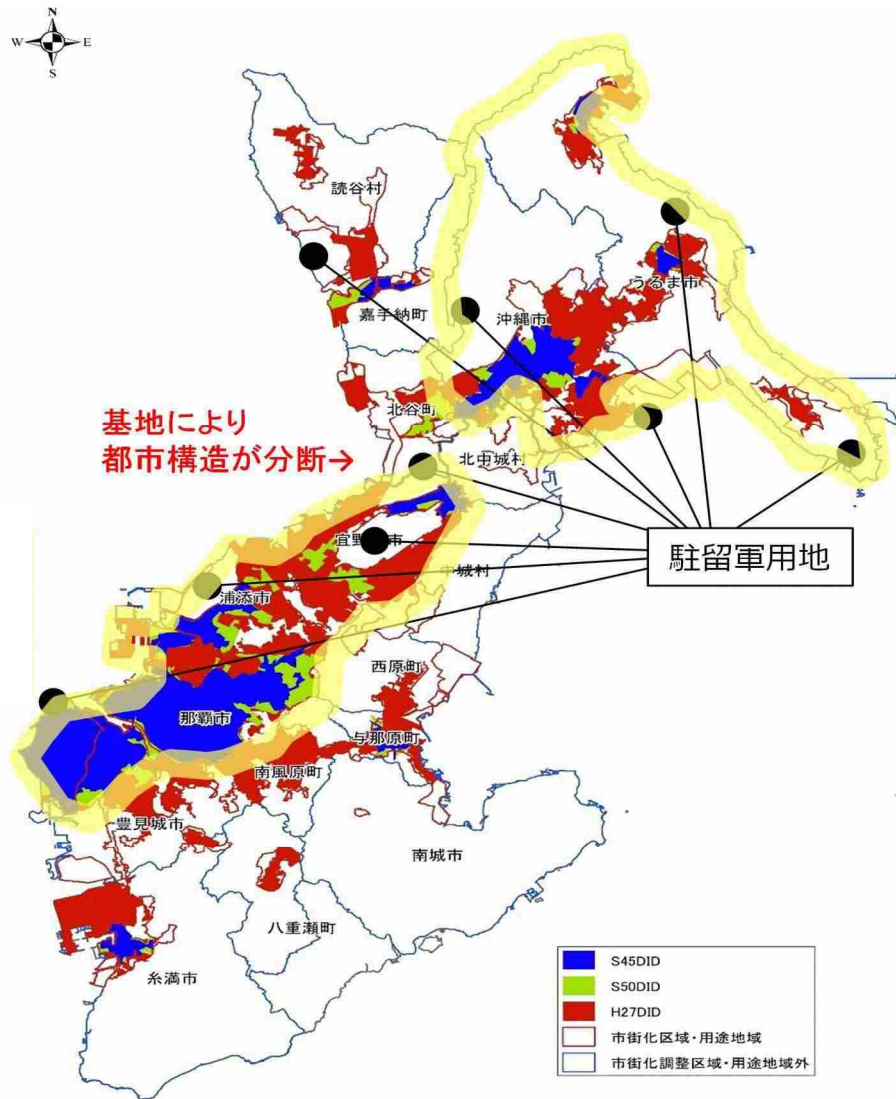 N
W E
S
読谷村
嘉手納町
沖縄市
うるま市
北谷町
基地により
都市構造が分断→
北中城村
駐留軍用地
中城村
浦添市
西原町
那覇市
与那原町
南風原町
豊見城市
南城市
八重瀬町
糸満市
S45DID
S50DID
H27DID
市街化区域・用途地域
市街化調整区域・用途地域外